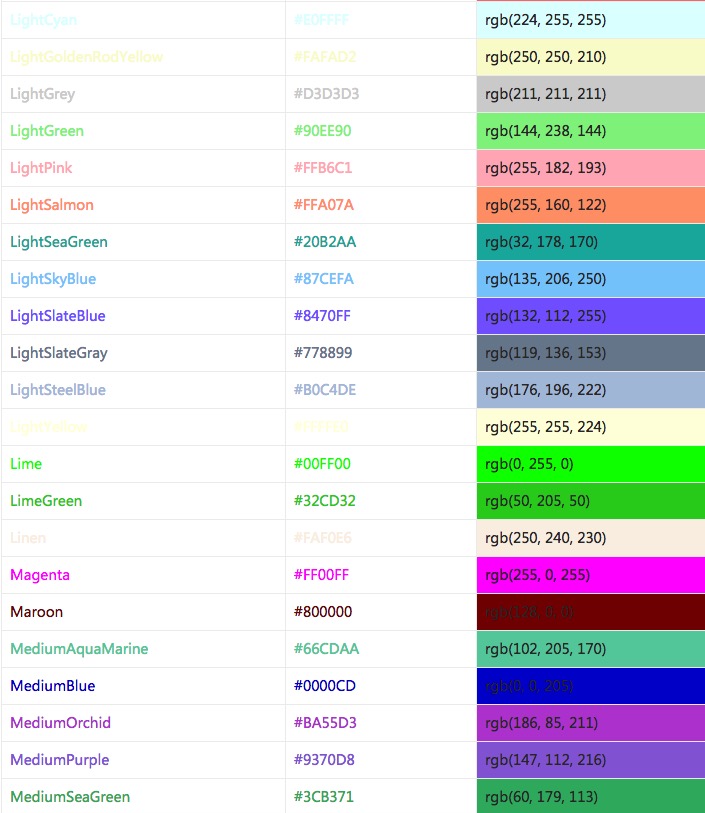 LightCyan #E0FFFF rgb(224, 255, 255)
LightGoldenRodYellow #FAFAD2 rgb(250, 250, 210)
LightGrey #D3D3D3 rgb(211, 211, 211)
LightGreen #90EE90 rgb(144, 238, 144)
LightPink #FFB6C1 rgb(255, 182, 193)
LightSalmon #FFA07A rgb(255, 160, 122)
LightSeaGreen #20B2AA rgb(32, 178, 170)
LightSkyBlue #87CEFA rgb(135, 206, 250)
LightSlateBlue #8470FF rgb(132, 112, 255)
LightSlateGray #778899 rgb(119, 136, 153)
LightSteelBlue #B0C4DE rgb(176, 196, 222)
LightYellow #FFFFE0 rgb(255, 255, 224)
Lime #00FF00 rgb(0, 255, 0)
LimeGreen #32CD32 rgb(50, 205, 50)
Linen #FAF0E6 rgb(250, 240, 230)
Magenta #FF00FF rgb(255, 0, 255)
Maroon #800000 rgb(128, 0, 0)
MediumAquaMarine #66CDAA rgb(102, 205, 170)
MediumBlue #0000CD rgb(0, 0, 205)
MediumOrchid #BA55D3 rgb(186, 85, 211)
MediumPurple #9370D8 rgb(147, 112, 216)
MediumSeaGreen #3CB371 rgb(60, 179, 113)